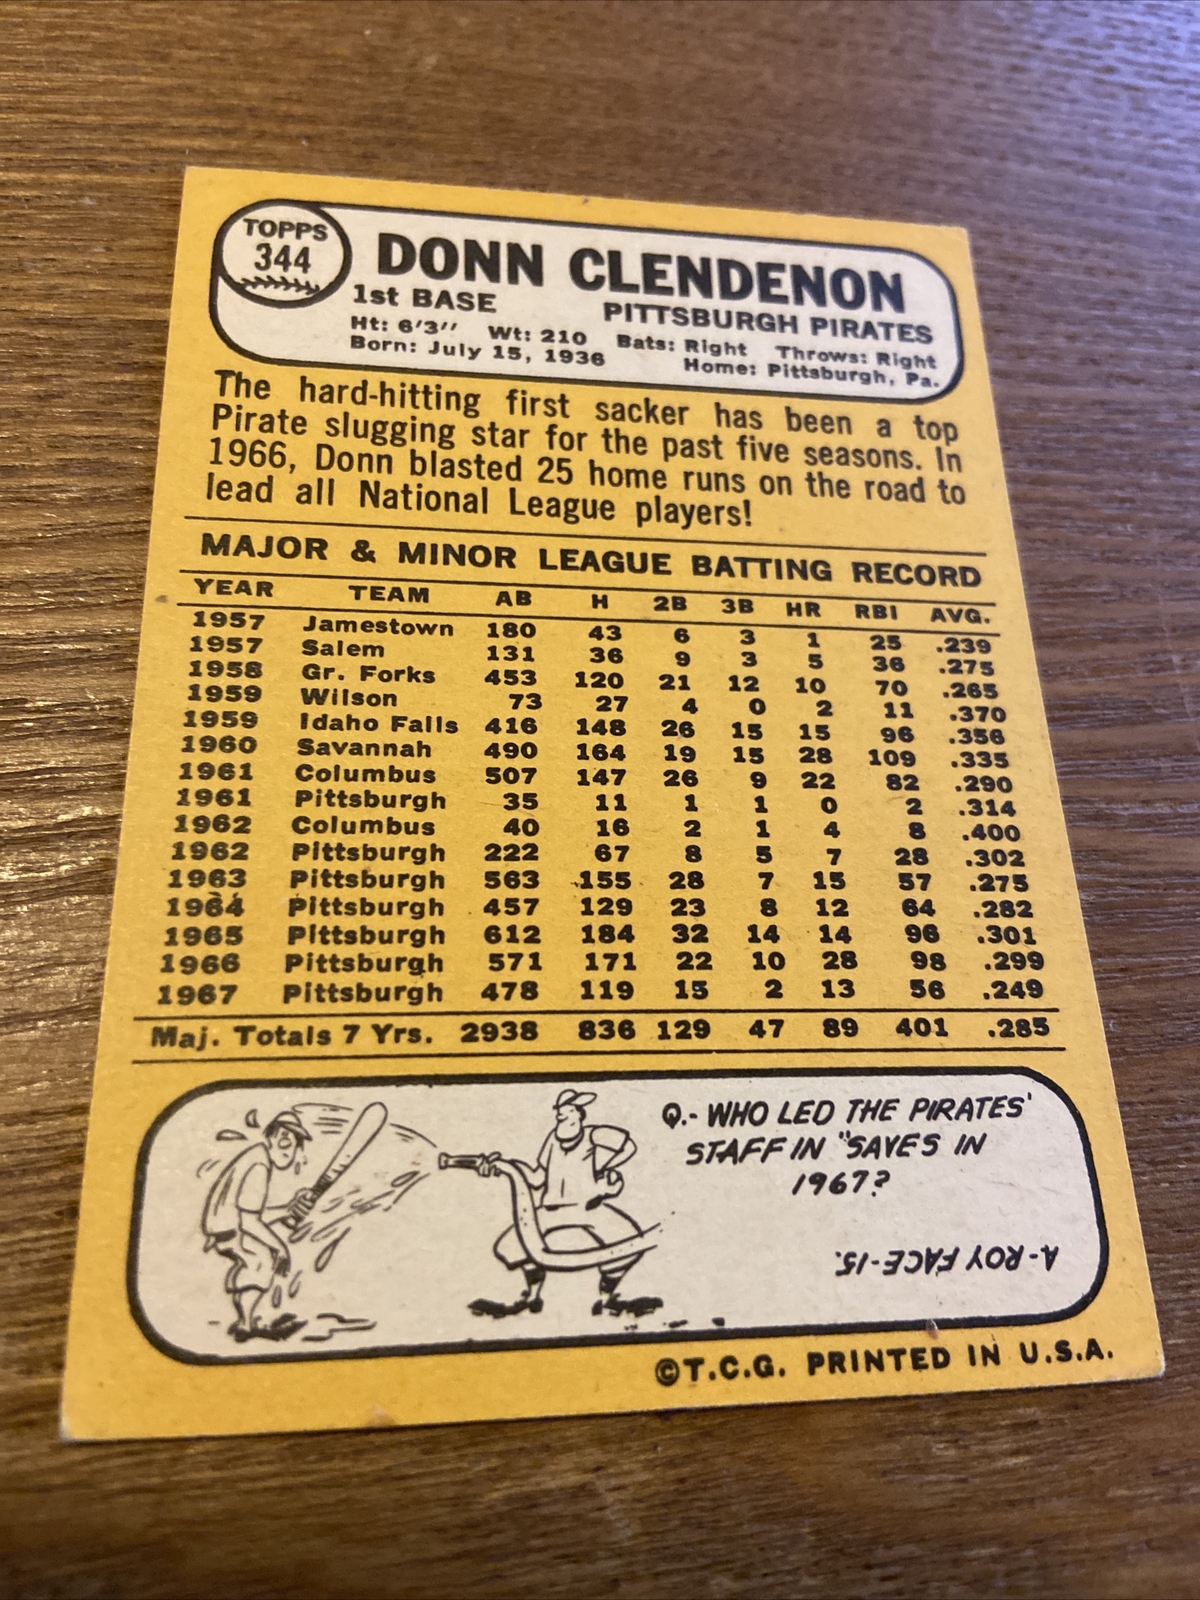 TOPPS
344
DONN CLENDENON
1st BASE PITTSBURGH PIRATES
Ht: 6'3" Wt: 210 Bats: Right Throws: Right
Born: July 15, 1936 Home: Pittsburgh, Pa.
The hard-hitting first sacker has been a top
Pirate slugging star for the past five seasons. In
1966, Donn blasted 25 home runs on the road to
lead all National League players!
MAJOR & MINOR LEAGUE BATTING RECORD
YEAR TEAM AB H 2B 3B HR RBI AVG.
1957 Jamestown 180 43 6 3 1 25 .239
1957 Salem 131 36 9 3 5 36 .275
1958 Gr. Forks 453 120 21 12 10 70 .265
1959 Wilson 73 27 4 0 2 11 .370
1959 Idaho Falls 416 148 26 15 15 96 .356
1960 Savannah 490 164 19 15 28 109 .335
1961 Columbus 507 147 26 9 22 82 .290
1961 Pittsburgh 35 11 1 1 0 2 .314
1962 Columbus 40 16 2 1 4 8 .400
1962 Pittsburgh 222 67 8 5 7 28 .302
1963 Pittsburgh 563 155 28 7 15 57 .275
1964 Pittsburgh 457 129 23 8 12 64 .282
1965 Pittsburgh 612 184 32 14 14 96 .301
1966 Pittsburgh 571 171 22 10 28 98 .299
1967 Pittsburgh 478 119 15 2 13 56 .249
Maj. Totals 7 Yrs. 2938 836 129 47 89 401 .285
Q.- WHO LED THE PIRATES'
STAFF IN "SAVES IN
1967?
A- ROY FACE-15.
©T.C.G. PRINTED IN U.S.A.